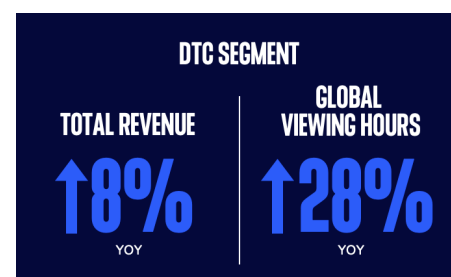 DTC SEGMENT
TOTAL REVENUE
↑8%
YOY
GLOBAL
VIEWING HOURS
↑28%
YOY